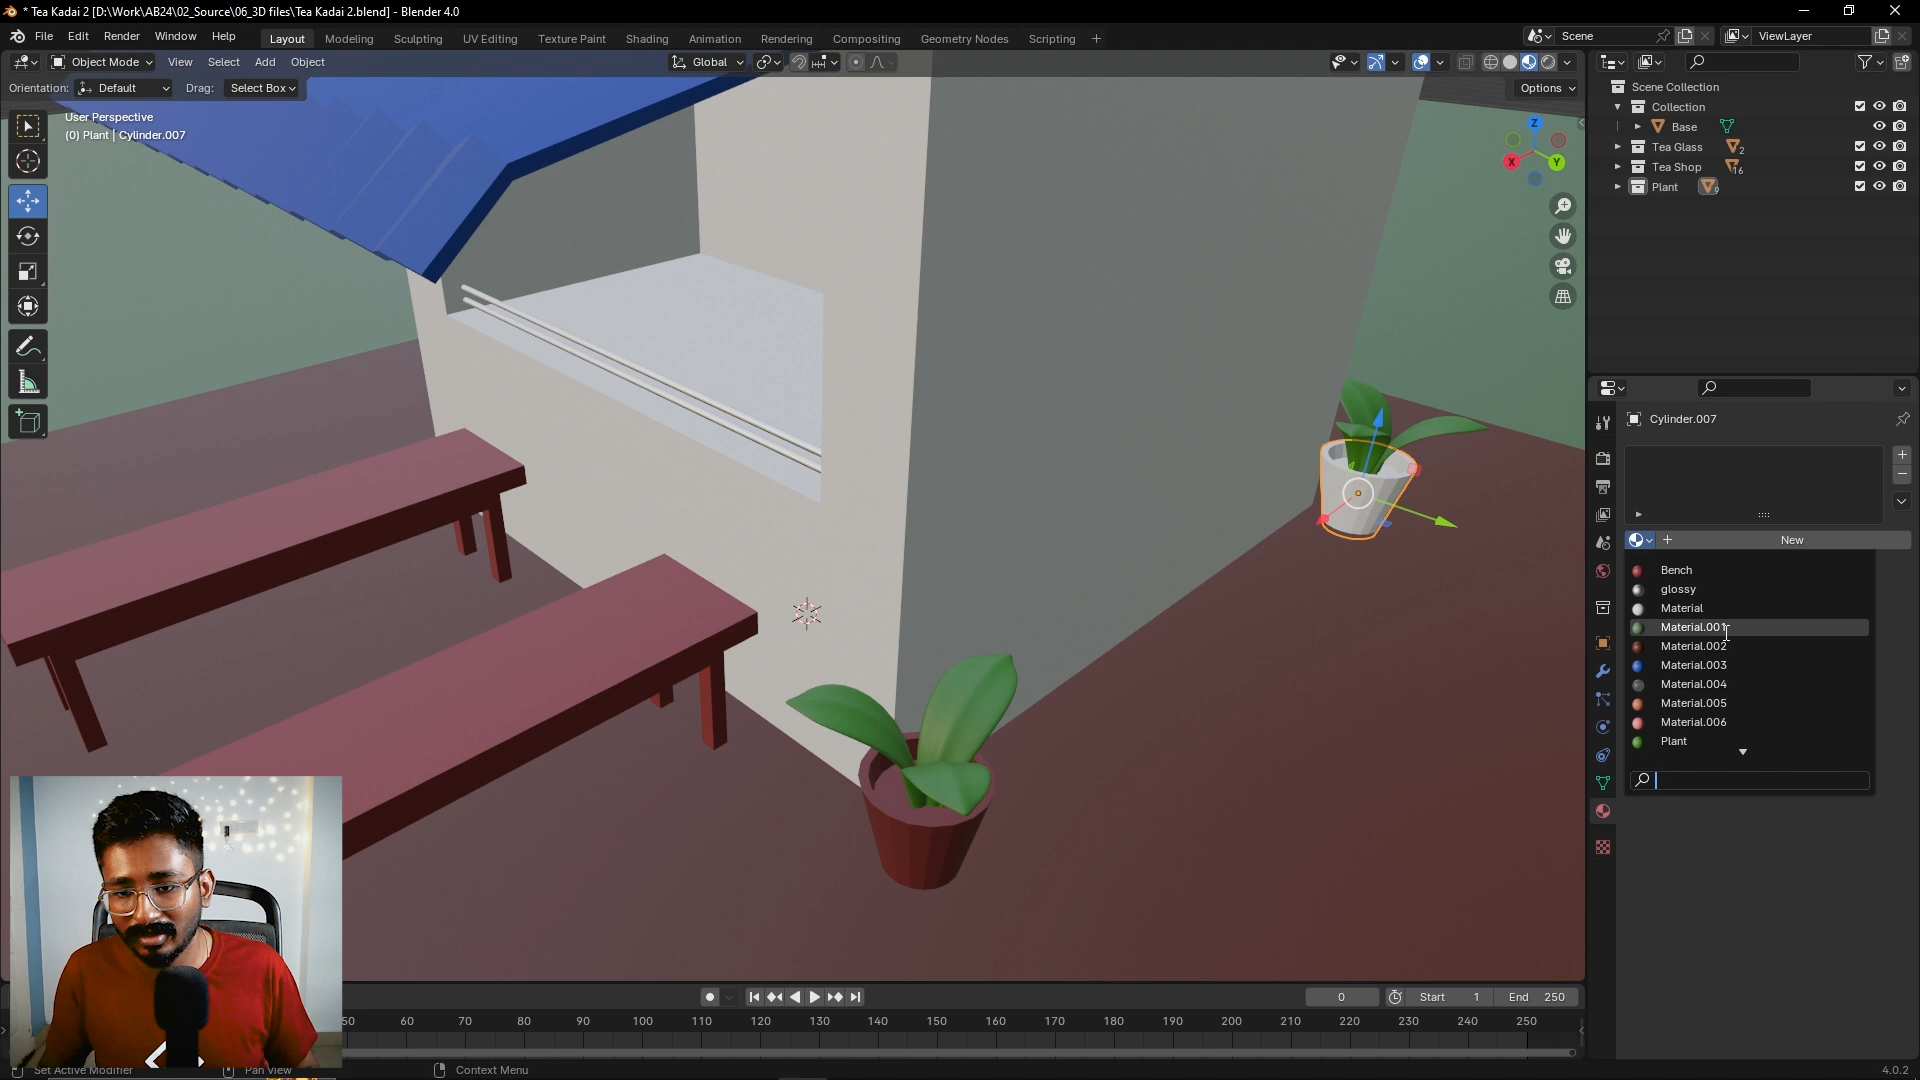 * Tea Kadai 2 [D:\Work\AB24\02_Source\06_3D files\Tea Kadai 2.blend] - Blender 4.0
File Edit Render Window Help
Layout Modeling Sculpting UV Editing Texture Paint Shading Animation Rendering Compositing Geometry Nodes Scripting +
Scene
ViewLayer
Object Mode View Select Add Object
Global
Orientation: Default Drag: Select Box
Options
User Perspective
(0) Plant | Cylinder.007
Z
X
Y
Scene Collection
Collection
Base
Tea Glass 2
Tea Shop 16
Plant 9
Cylinder.007
New
Bench
glossy
Material
Material.001
Material.002
Material.003
Material.004
Material.005
Material.006
Plant
0 Start 1 End 250
50 60 70 80 90 100 110 120 130 140 150 160 170 180 190 200 210 220 230 240 250
Set Active Modifier Pan View Context Menu
4.0.2